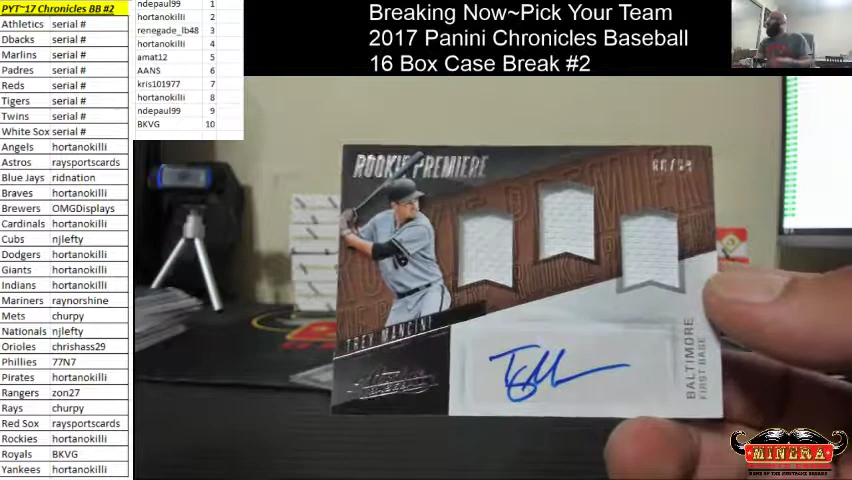 PYT~17 Chronicles BB #2
Athletics serial #
Dbacks serial #
Marlins serial #
Padres serial #
Reds serial #
Tigers serial #
Twins serial #
White Sox serial #
Angels hortanokilli
Astros raysportscards
Blue Jays ridnation
Braves hortanokilli
Brewers OMGDisplays
Cardinals hortanokilli
Cubs njlefty
Dodgers hortanokilli
Giants hortanokilli
Indians hortanokilli
Mariners raynorshine
Mets churpy
Nationals njlefty
Orioles chrishass29
Phillies 77N7
Pirates hortanokilli
Rangers zon27
Rays churpy
Red Sox raysportscards
Rockies hortanokilli
Royals BKVG
Yankees hortanokilli
ndepaul99 1
hortanokilli 2
renegade_lb48 3
hortanokilli 4
amat12 5
AANS 6
kris101977 7
hortanokilli 8
ndepaul99 9
BKVG 10
Breaking Now~Pick Your Team
2017 Panini Chronicles Baseball
16 Box Case Break #2
ROOKIE PREMIERE
TREY MANCINI
BALTIMORE
FIRST BASE
MINERA